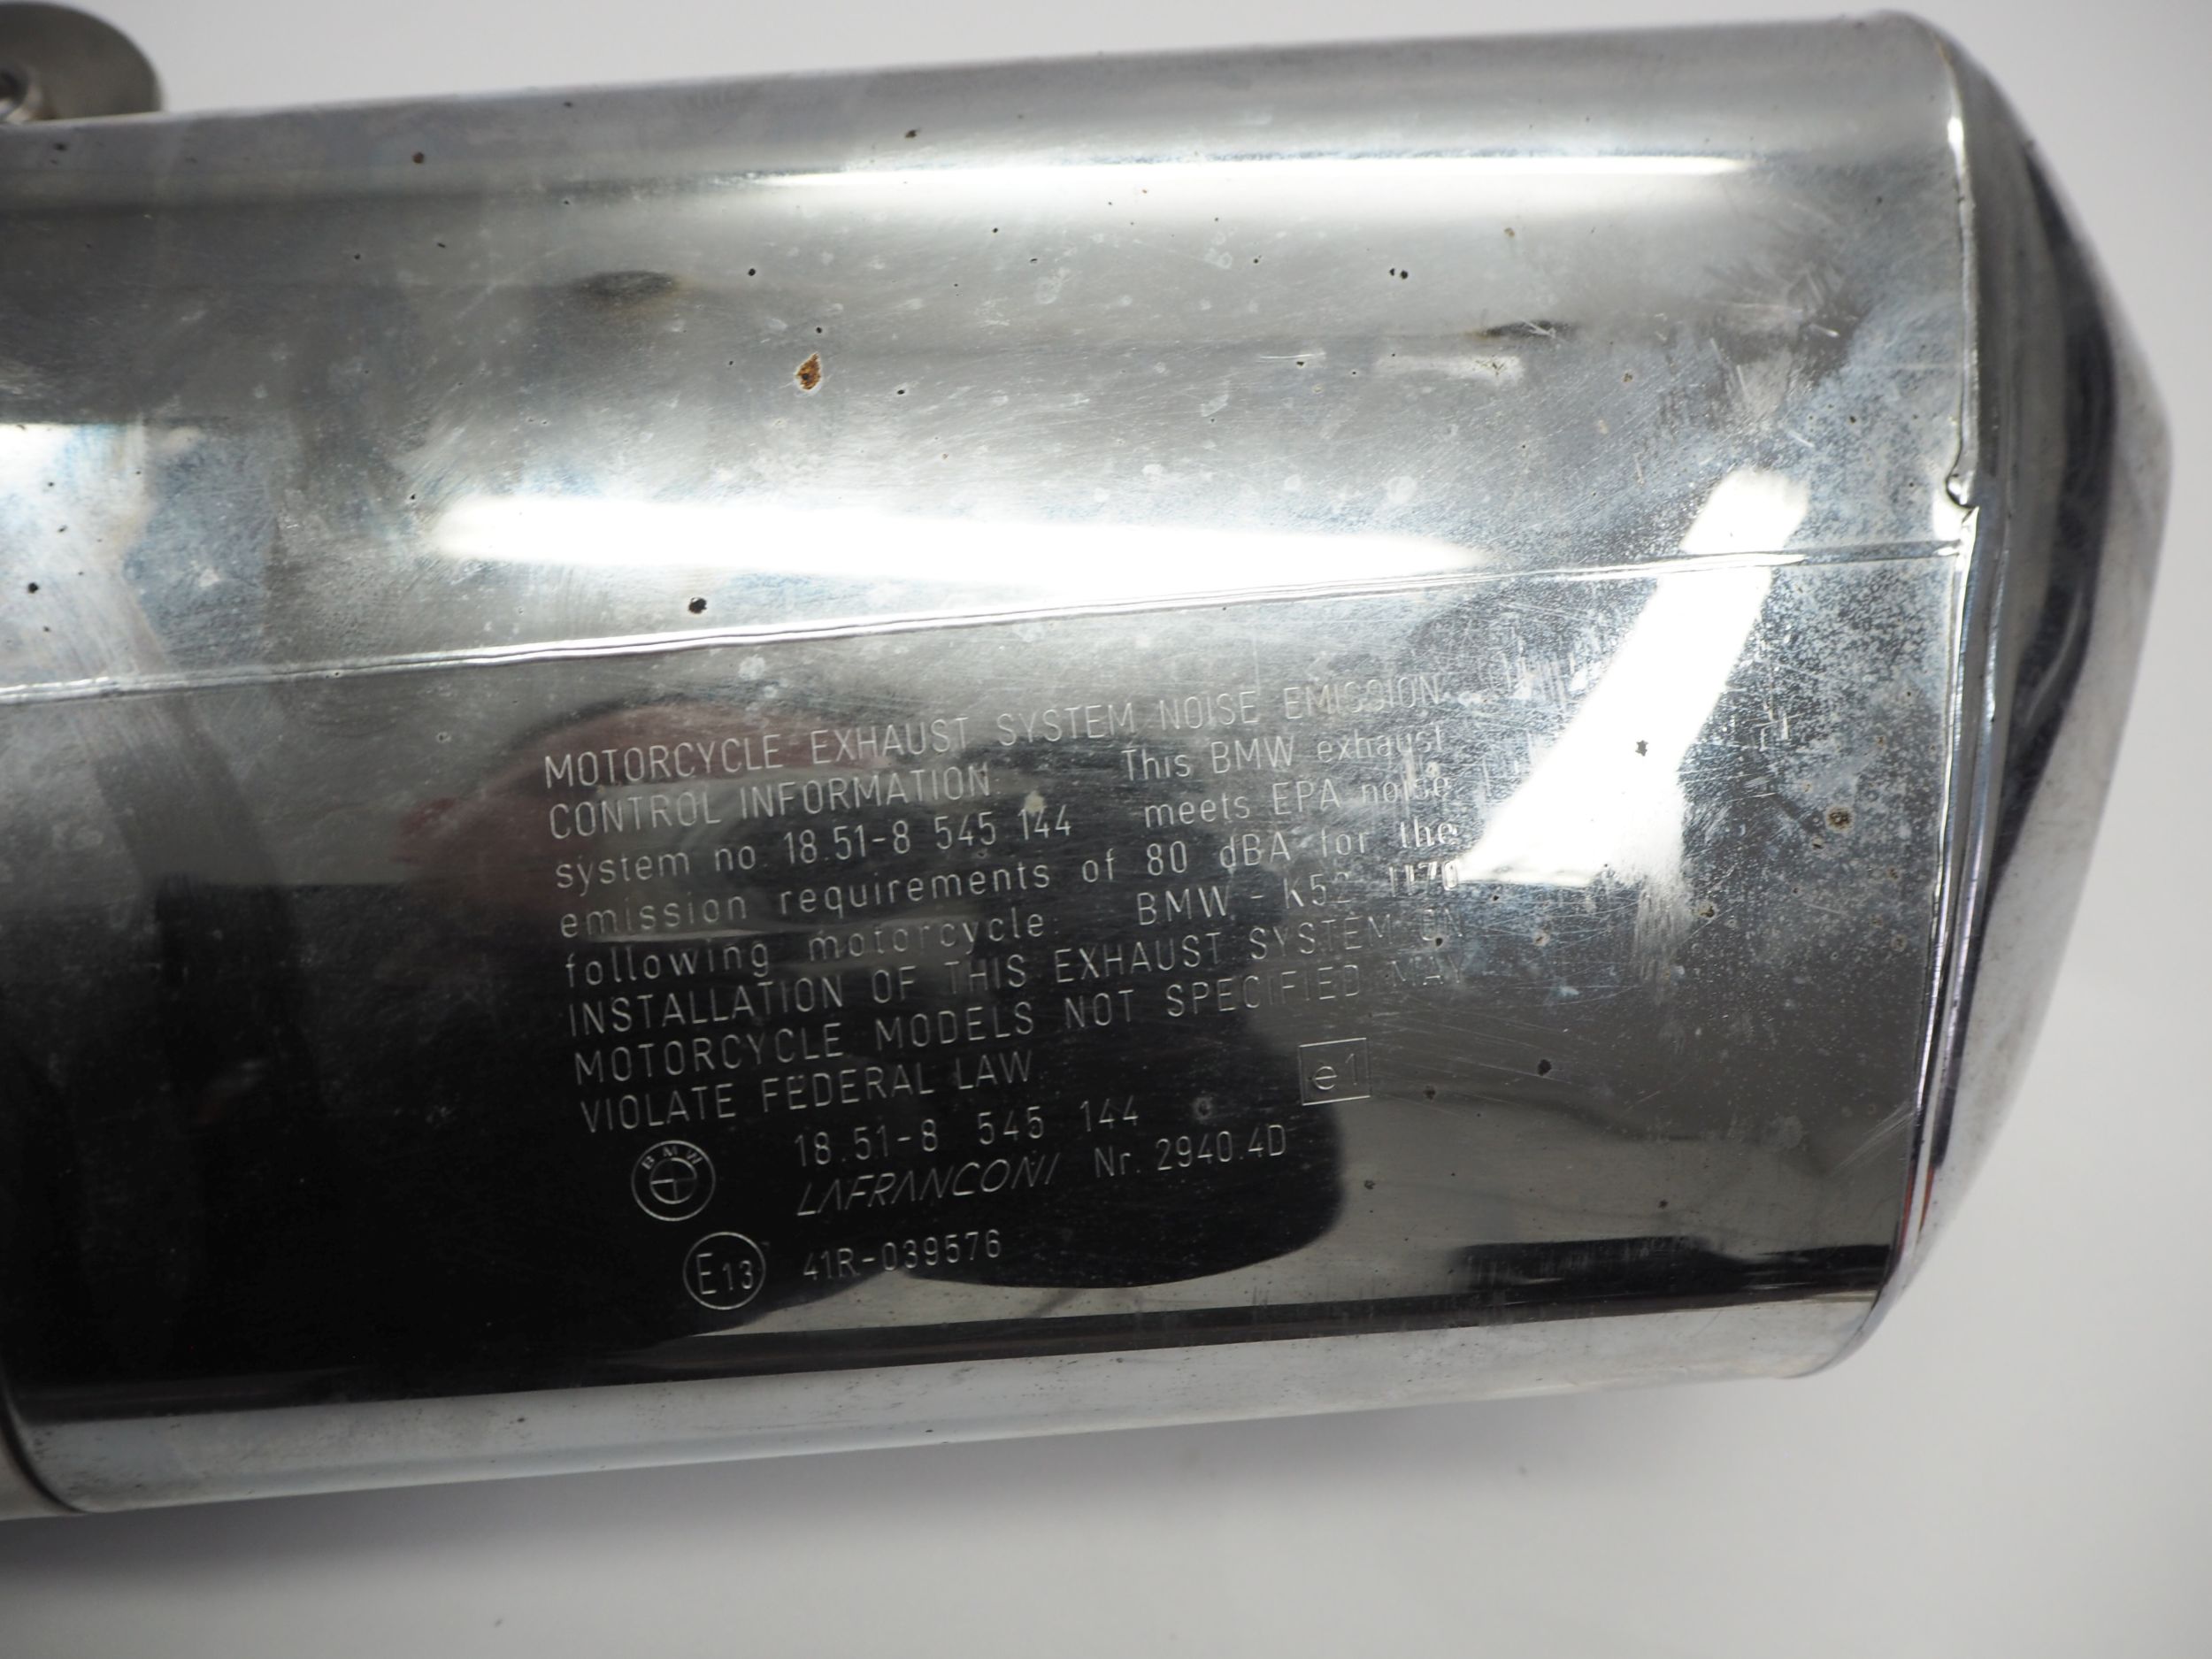 MOTORCYCLE EXHAUST SYSTEM NOISE EMISSION
CONTROL INFORMATION This BMW exhaust
system no. 18.51-8 545 144 meets EPA noise
emission requirements of 80 dBA for the
following motorcycle: BMW - K52 1170
INSTALLATION OF THIS EXHAUST SYSTEM ON
MOTORCYCLE MODELS NOT SPECIFIED MAY
VIOLATE FEDERAL LAW
e1
BMW 18.51-8 545 144
LAFRANCONI Nr. 2940.4D
E13 41R-039576